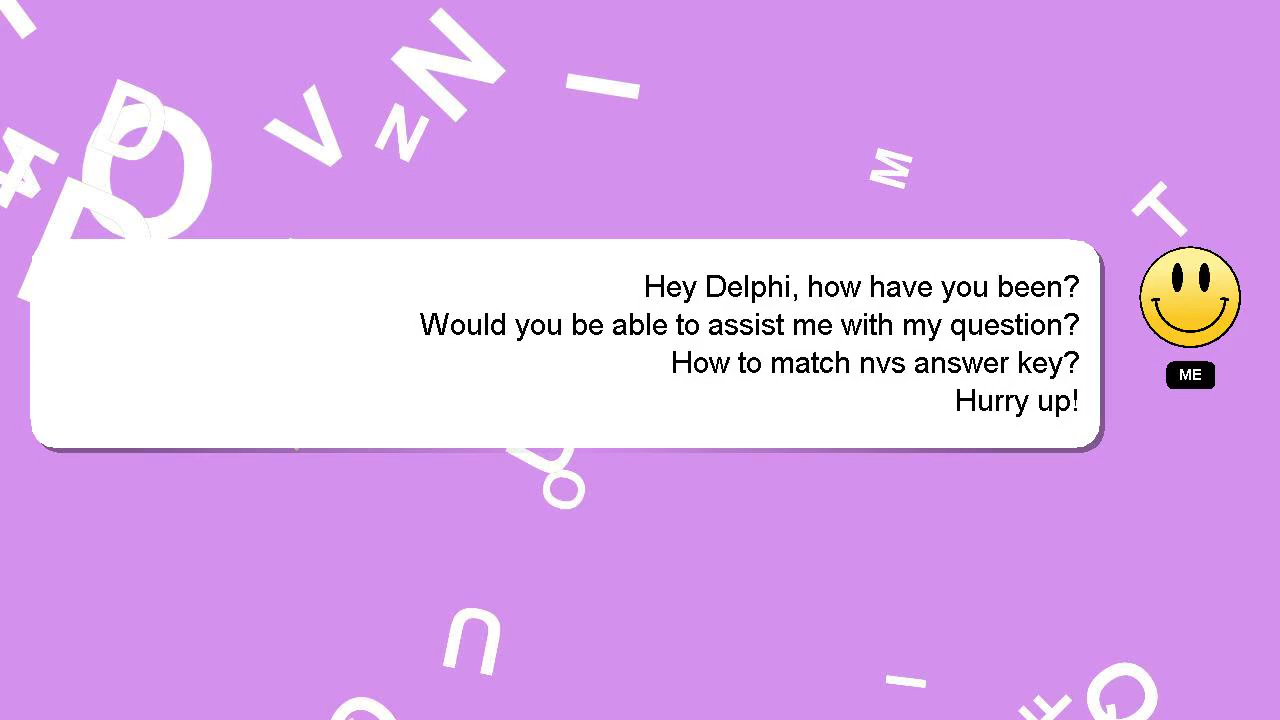 Hey Delphi, how have you been?
Would you be able to assist me with my question?
How to match nvs answer key?
Hurry up!
ME